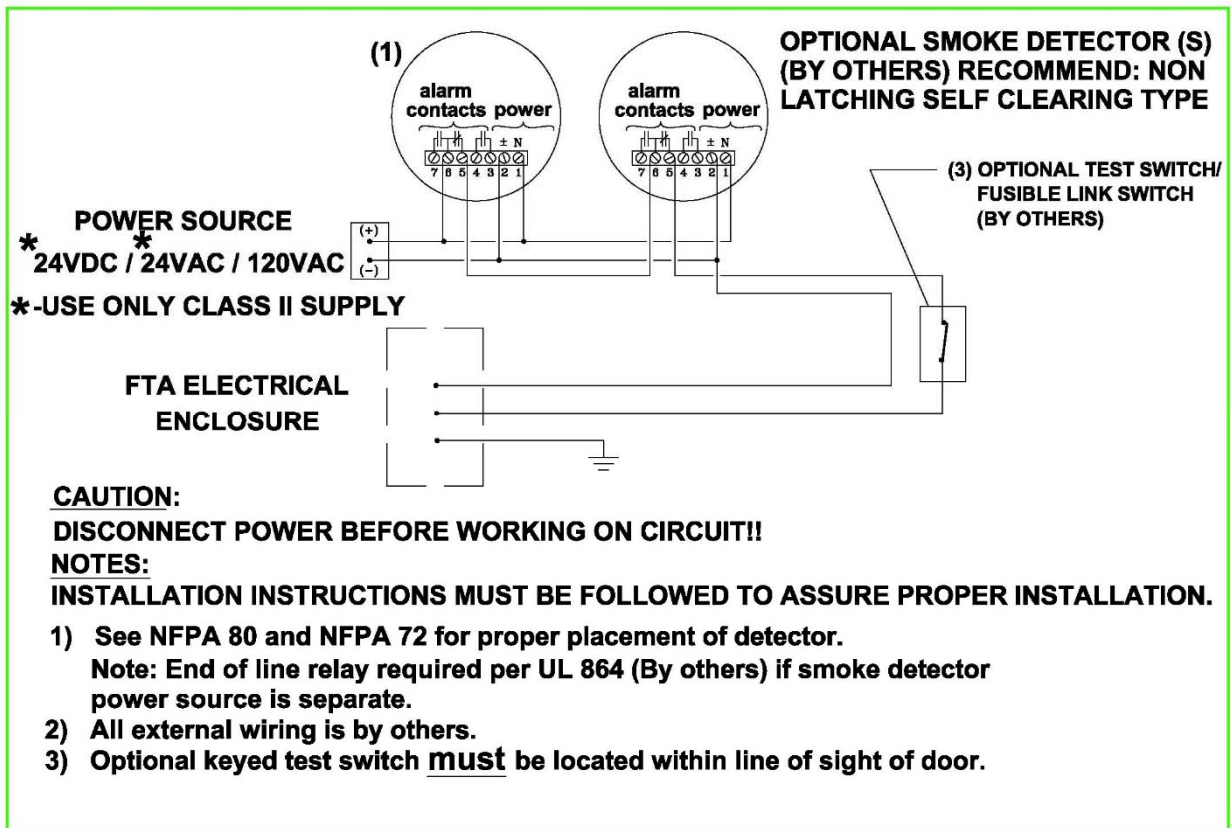 (1)
alarm
contacts power
± N
7 6 5 4 3 2 1
alarm
contacts power
± N
7 6 5 4 3 2 1
OPTIONAL SMOKE DETECTOR (S)
(BY OTHERS) RECOMMEND: NON
LATCHING SELF CLEARING TYPE
(3) OPTIONAL TEST SWITCH/
FUSIBLE LINK SWITCH
(BY OTHERS)
POWER SOURCE
*24VDC / *24VAC / 120VAC
(+)
(−)
*-USE ONLY CLASS II SUPPLY
FTA ELECTRICAL
ENCLOSURE
CAUTION:
DISCONNECT POWER BEFORE WORKING ON CIRCUIT!!
NOTES:
INSTALLATION INSTRUCTIONS MUST BE FOLLOWED TO ASSURE PROPER INSTALLATION.
1) See NFPA 80 and NFPA 72 for proper placement of detector.
Note: End of line relay required per UL 864 (By others) if smoke detector
power source is separate.
2) All external wiring is by others.
3) Optional keyed test switch must be located within line of sight of door.